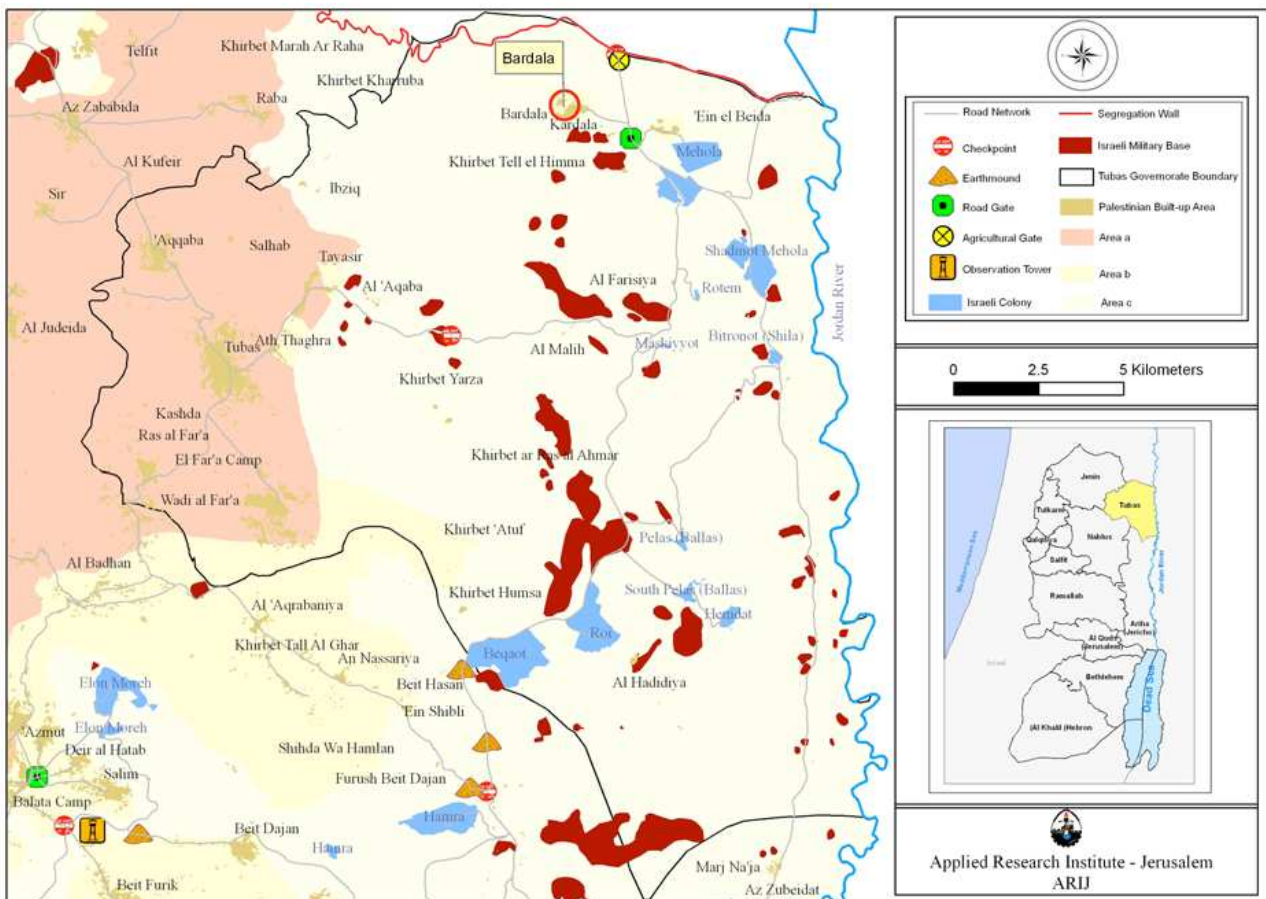 Telfit
Khirbet Marah Ar Raha
Bardala
Khirbet Kharruba
Az Zababida
Raba
Bardala
Kardala
'Ein el Beida
Al Kufeir
Khirbet Tell el Himma
Mehola
Sir
Ibziq
'Aqqaba
Salhab
Tayasir
Shadmot Mehola
Al 'Aqaba
Al Farisiya
Rotem
Jordan River
Al Judeida
Ath Thaghra
Tubas
Al Malih
Maskiyyot
Bitronot (Shila)
Khirbet Yarza
Kashda
Ras al Far'a
El Far'a Camp
Khirbet ar Ras al Ahmar
Wadi al Far'a
Khirbet 'Atuf
Pelas (Ballas)
Al Badhan
Khirbet Humsa
South Pelas (Ballas)
Hemdat
Al 'Aqrabaniya
Roi
Khirbet Tall Al Ghar
An Nassariya
Beqaot
Elon Moreh
Beit Hasan
Al Hadidiya
'Ein Shibli
Elon Moreh
'Azmut
Deir al Hatab
Shihda Wa Hamlan
Salim
Furush Beit Dajan
Balata Camp
Hamra
Beit Dajan
Hamra
Marj Na'ja
Beit Furik
Az Zubeidat
Road Network
Segregation Wall
Checkpoint
Israeli Military Base
Earthmound
Tubas Governorate Boundary
Road Gate
Palestinian Built-up Area
Agricultural Gate
Area a
Observation Tower
Area b
Israeli Colony
Area c
0 2.5 5 Kilometers
Mediterranean Sea
Jenin
Tubas
Tulkarm
Nablus
Qalqiliya
Salfit
Jordan River
Ramallah
Ariha
(Jericho)
Al Quds
(Jerusalem)
Israel
Bethlehem
Dead Sea
(Al Khalil (Hebron
Applied Research Institute - Jerusalem
ARIJ